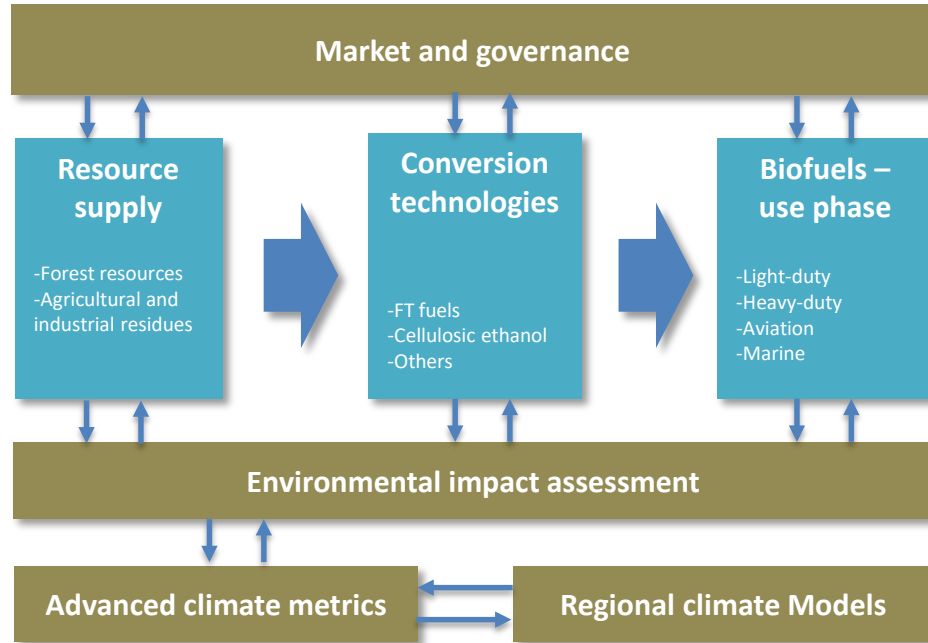 Market and governance
Resource
supply
-Forest resources
-Agricultural and
industrial residues
Conversion
technologies
-FT fuels
-Cellulosic ethanol
-Others
Biofuels –
use phase
-Light-duty
-Heavy-duty
-Aviation
-Marine
Environmental impact assessment
Advanced climate metrics
Regional climate Models